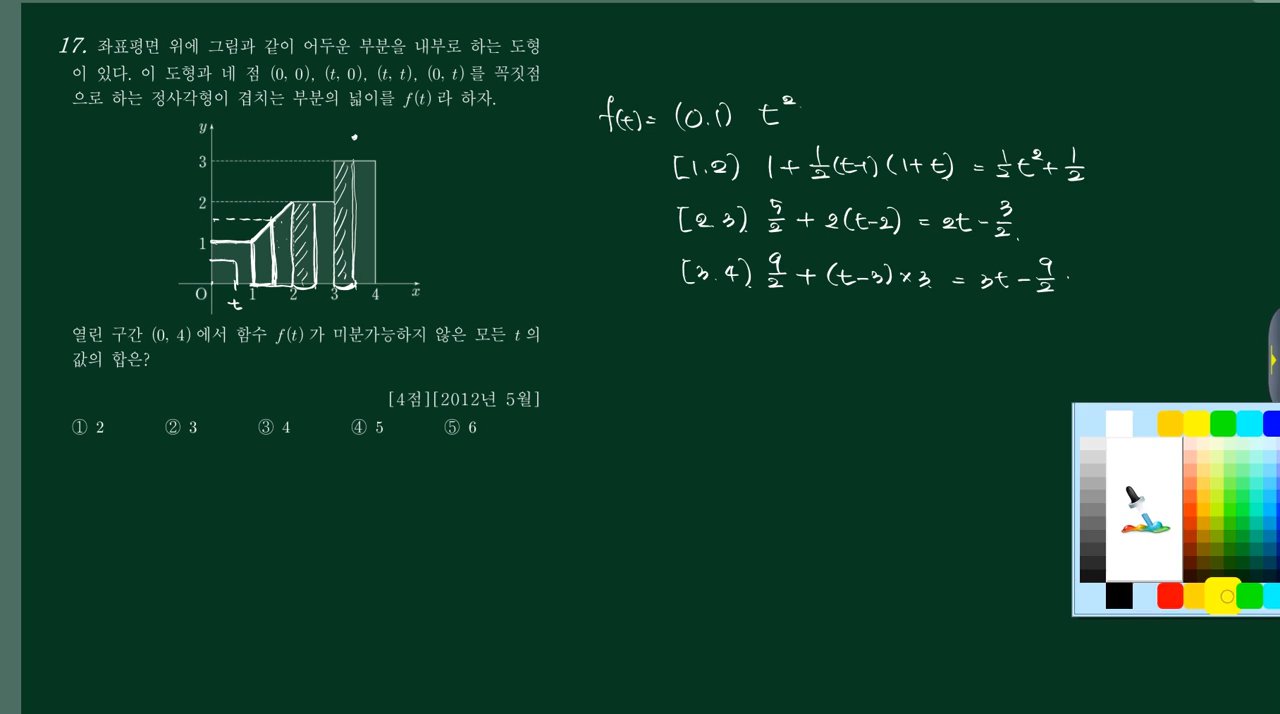 17. 좌표평면 위에 그림과 같이 어두운 부분을 내부로 하는 도형
이 있다. 이 도형과 네 점 (0, 0), (t, 0), (t, t), (0, t)를 꼭짓점
으로 하는 정사각형이 겹치는 부분의 넓이를 f(t)라 하자.
y
3
2
1
O 1 2 3 4 x
t
열린 구간 (0, 4)에서 함수 f(t)가 미분가능하지 않은 모든 t의
값의 합은?
[4점][2012년 5월]
① 2 ② 3 ③ 4 ④ 5 ⑤ 6
f(t)= (0.1) t²
[1.2) 1+½(t-1)(1+t) = ½t²+½
[2 3) 5/2 + 2(t-2) = 2t - 3/2.
[3.4) 9/2 + (t-3)×3 = 3t - 9/2.